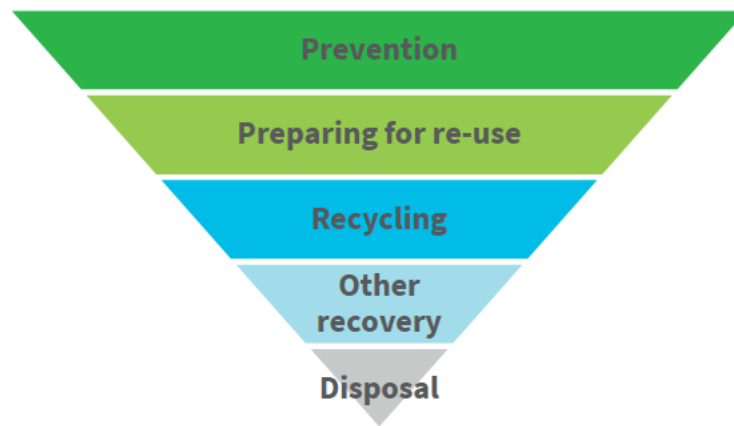 Prevention
Preparing for re-use
Recycling
Other
recovery
Disposal